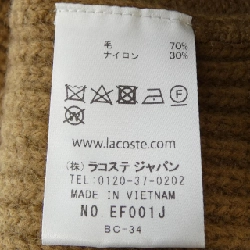 毛 70%
ナイロン 30%
www.lacoste.com
(株) ラコステ ジャパン
TEL:0120-37-0202
MADE IN VIETNAM
NO EF001J
BC-34